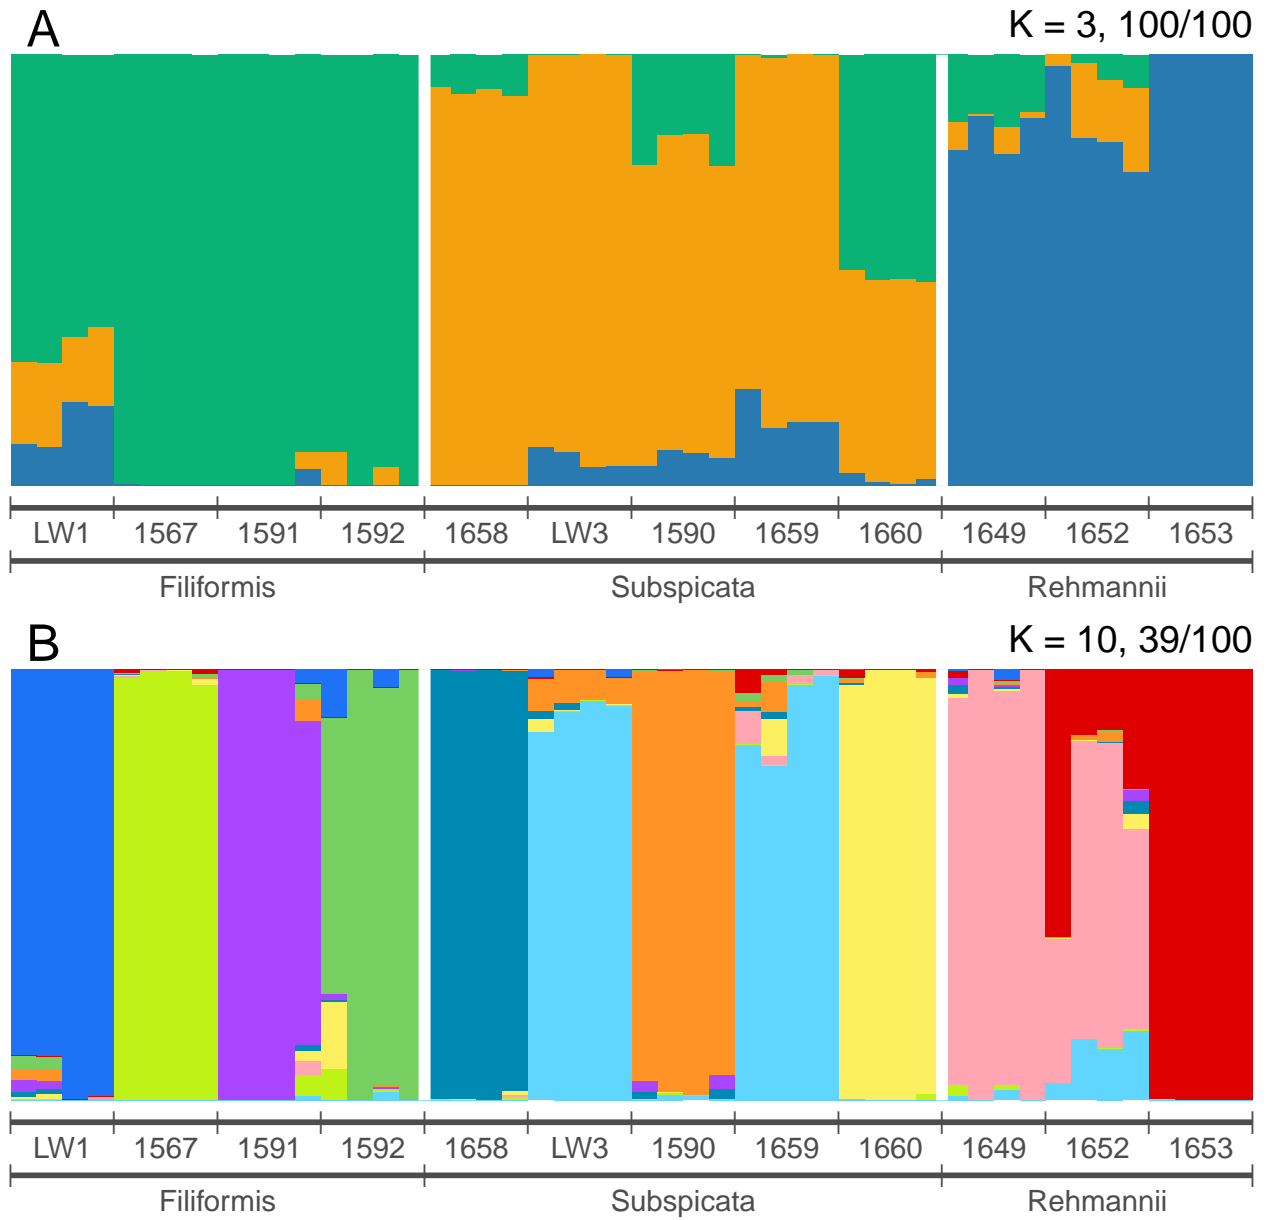 A
K = 3, 100/100
LW1 1567 1591 1592 1658 LW3 1590 1659 1660 1649 1652 1653
Filiformis Subspicata Rehmannii
B
K = 10, 39/100
LW1 1567 1591 1592 1658 LW3 1590 1659 1660 1649 1652 1653
Filiformis Subspicata Rehmannii